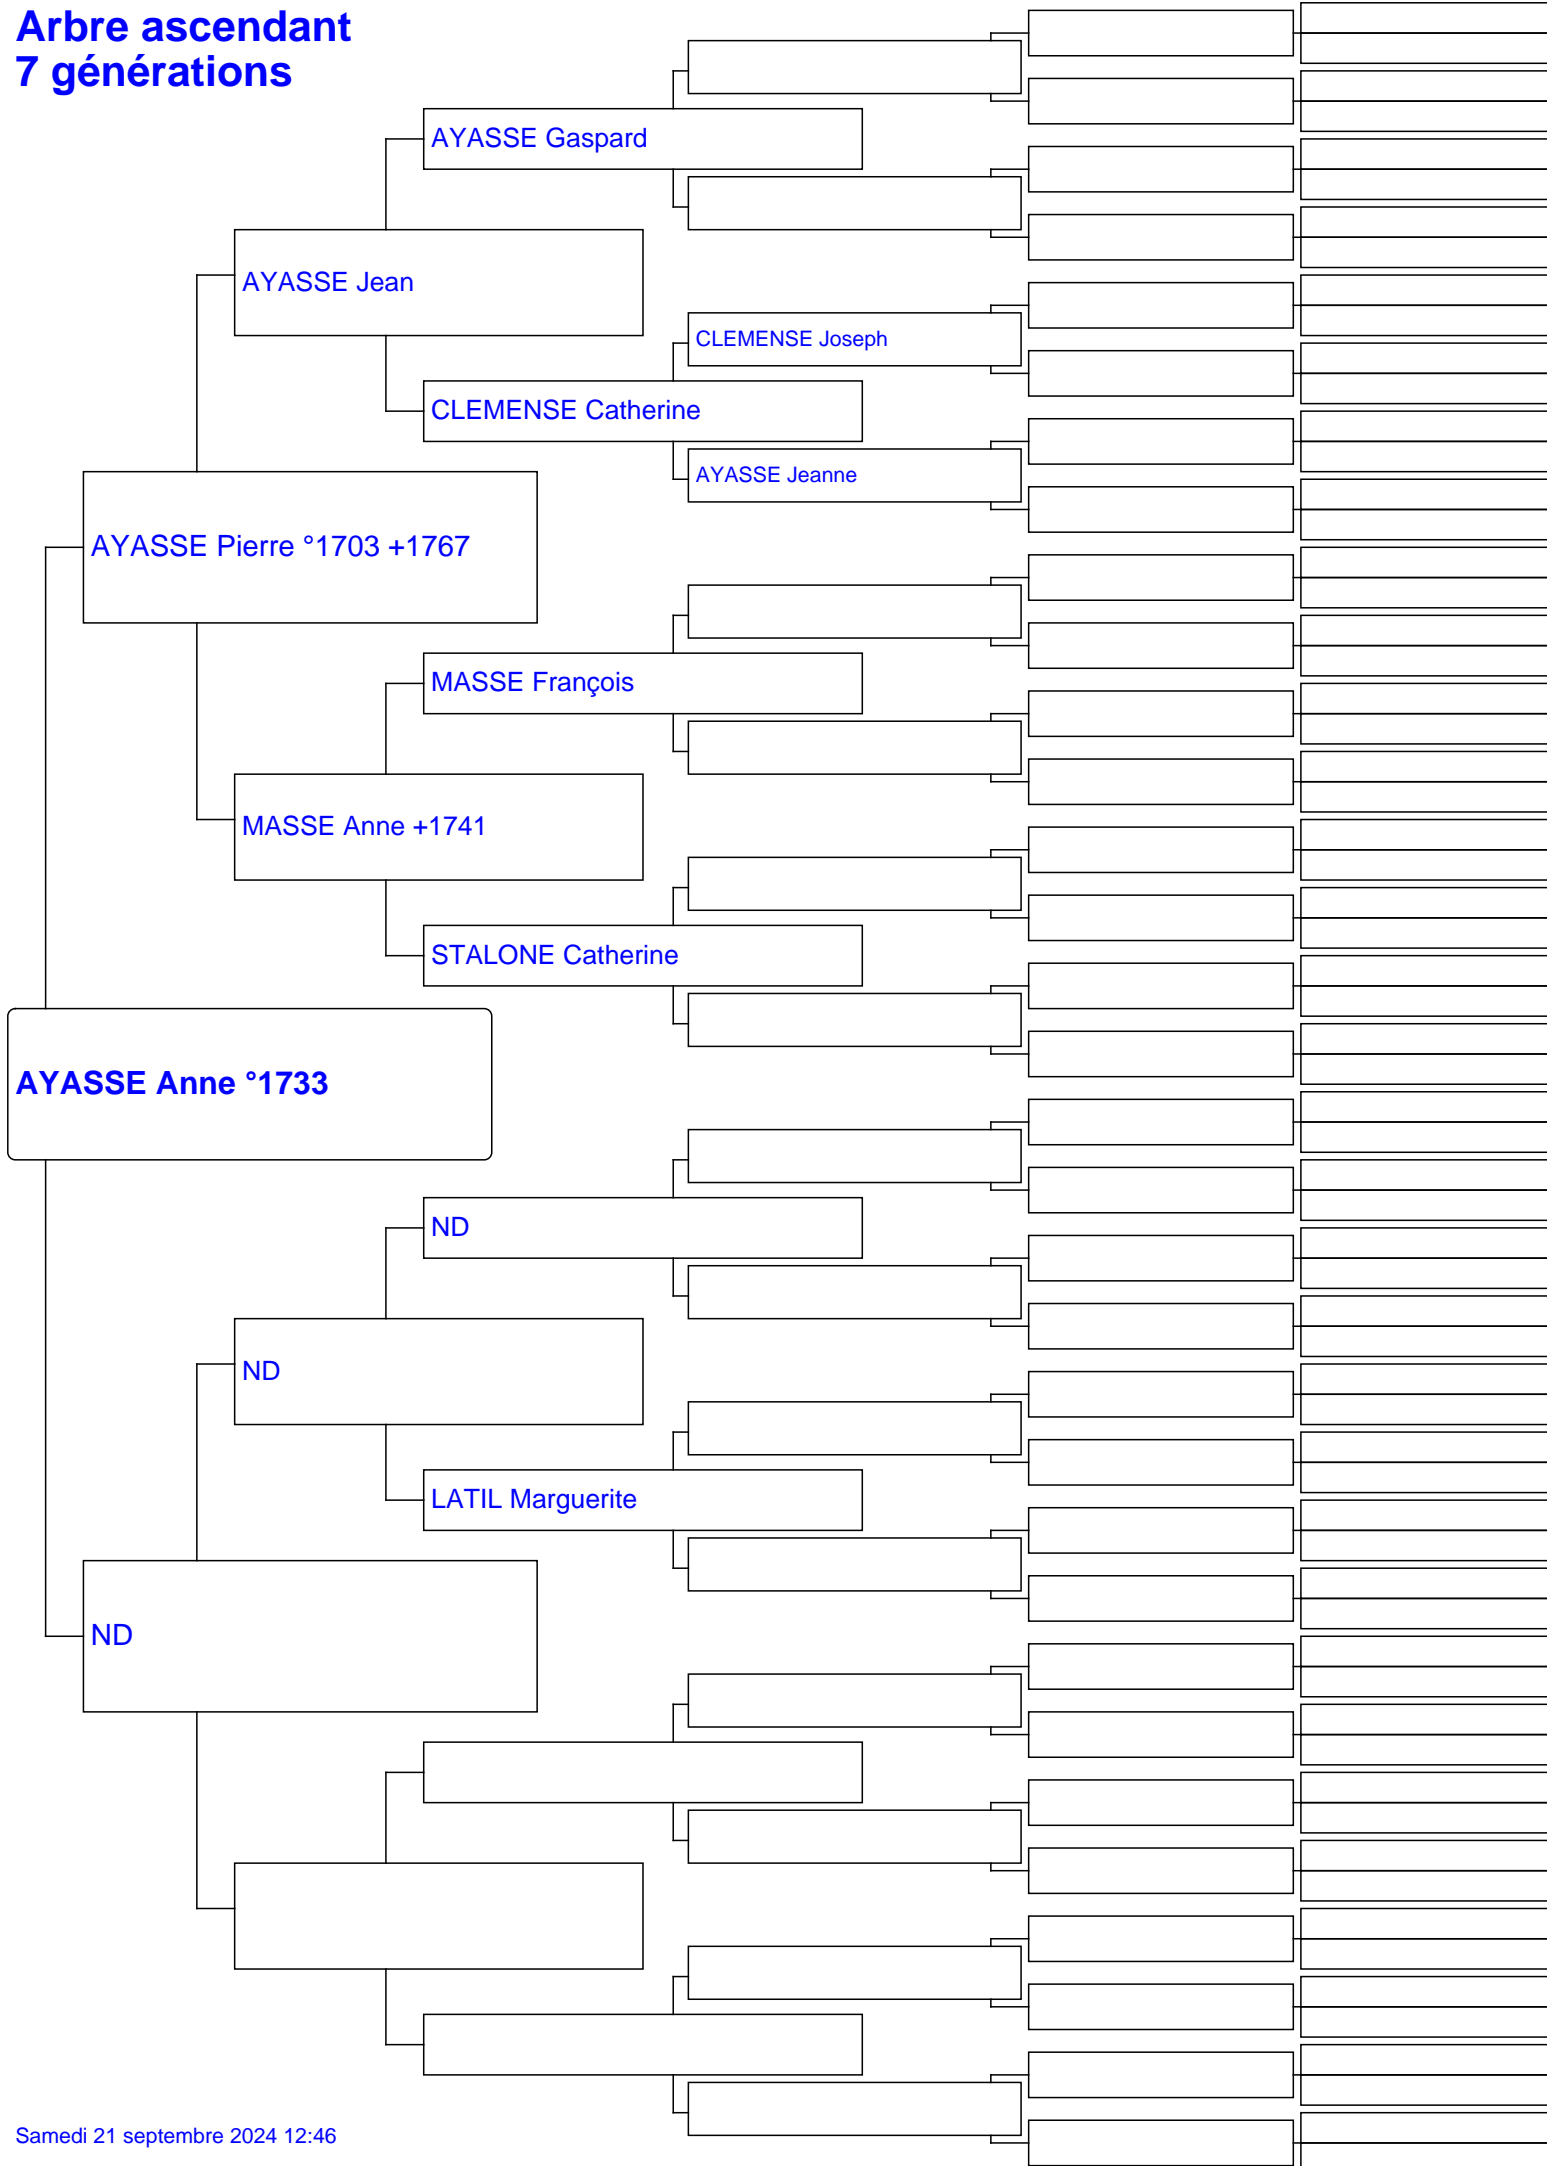 Arbre ascendant
7 générations
AYASSE Gaspard
AYASSE Jean
CLEMENSE Joseph
CLEMENSE Catherine
AYASSE Jeanne
AYASSE Pierre °1703 +1767
MASSE François
MASSE Anne +1741
STALONE Catherine
AYASSE Anne °1733
ND
ND
LATIL Marguerite
ND
Samedi 21 septembre 2024 12:46